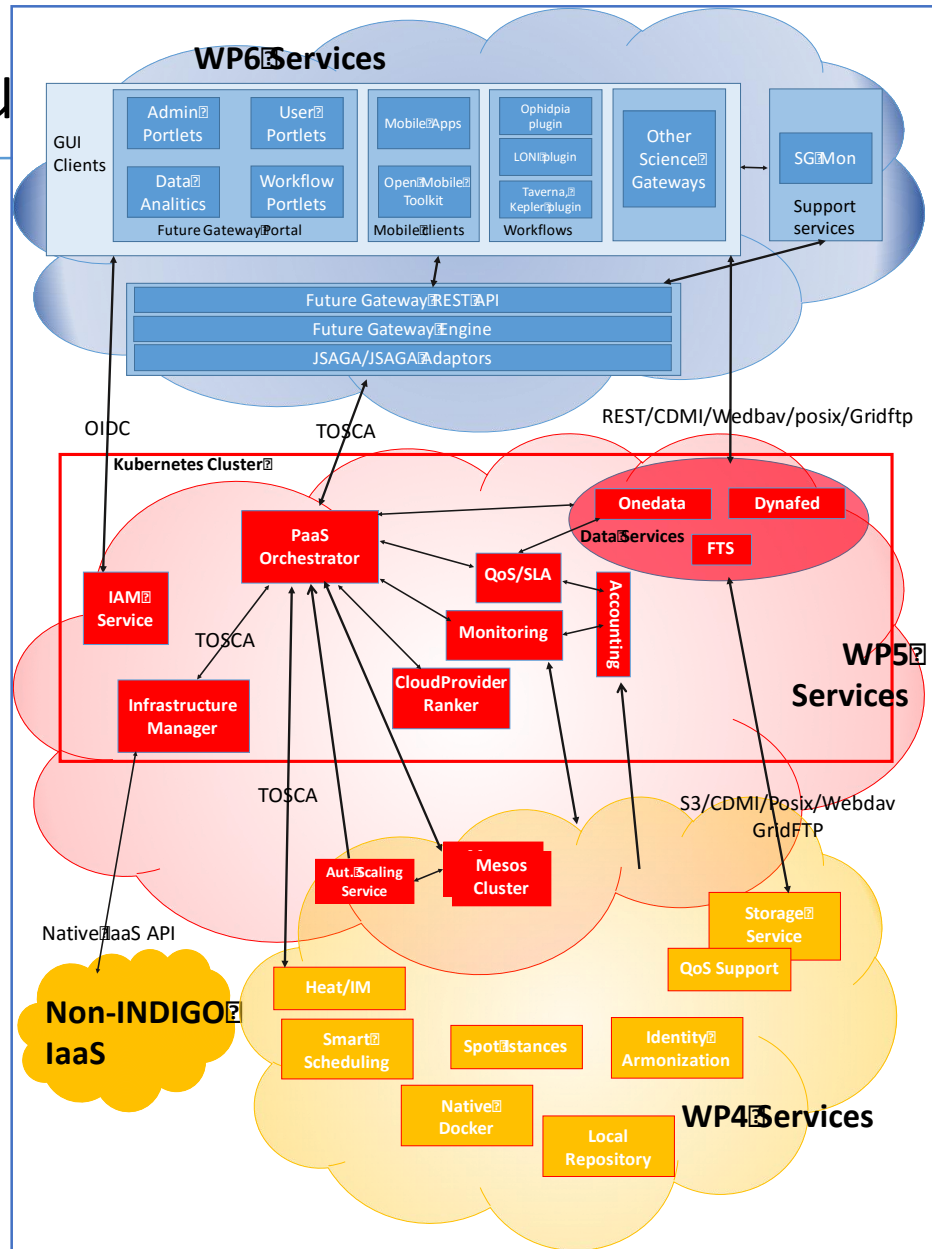 WP6 Services
u
GUI
Clients
Admin
Portlets
User
Portlets
Data
Analitics
Workflow
Portlets
Future Gateway Portal
Mobile Apps
Open Mobile
Toolkit
Mobile clients
Ophidpia
plugin
LONI plugin
Taverna,
Kepler plugin
Workflows
Other
Science
Gateways
SG Mon
Support
services
Future Gateway REST API
Future Gateway Engine
JSAGA/JSAGA Adaptors
OIDC
TOSCA
REST/CDMI/Wedbav/posix/Gridftp
Kubernetes Cluster
Onedata
Dynafed
Data Services
FTS
PaaS
Orchestrator
QoS/SLA
Accounting
IAM
Service
Monitoring
TOSCA
WP5
Services
CloudProvider
Ranker
Infrastructure
Manager
TOSCA
S3/CDMI/Posix/Webdav
GridFTP
Aut. Scaling
Service
Mesos
Cluster
Storage
Service
QoS Support
Native IaaS API
Heat/IM
Non-INDIGO
IaaS
Smart
Scheduling
Spot Istances
Identity
Armonization
Native
Docker
WP4 Services
Local
Repository